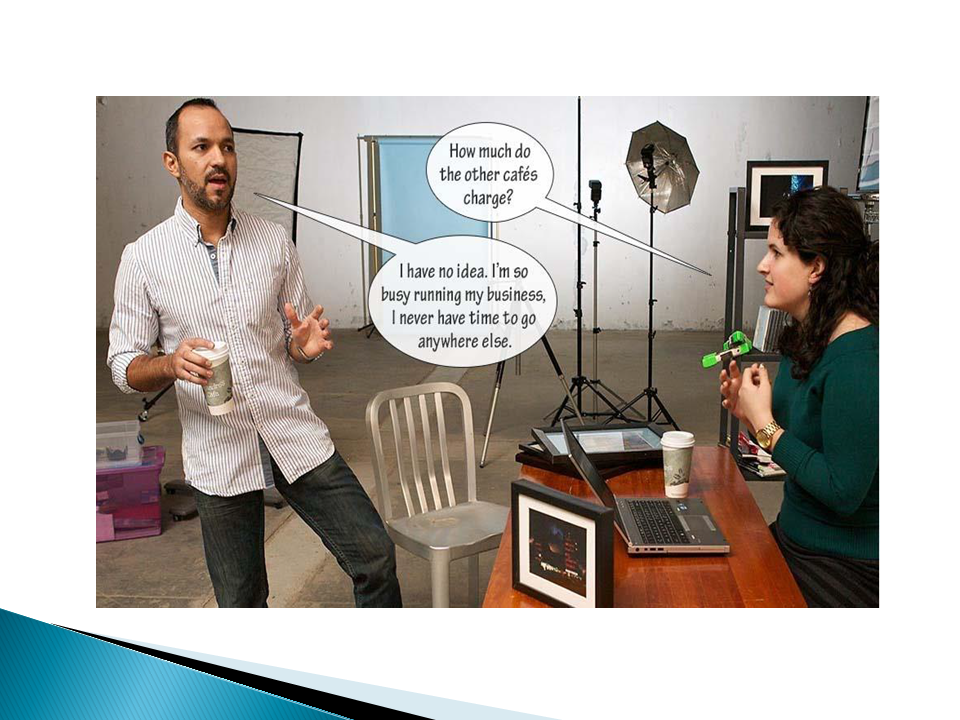 How much do
the other cafés
charge?
I have no idea. I'm so
busy running my business,
I never have time to go
anywhere else.